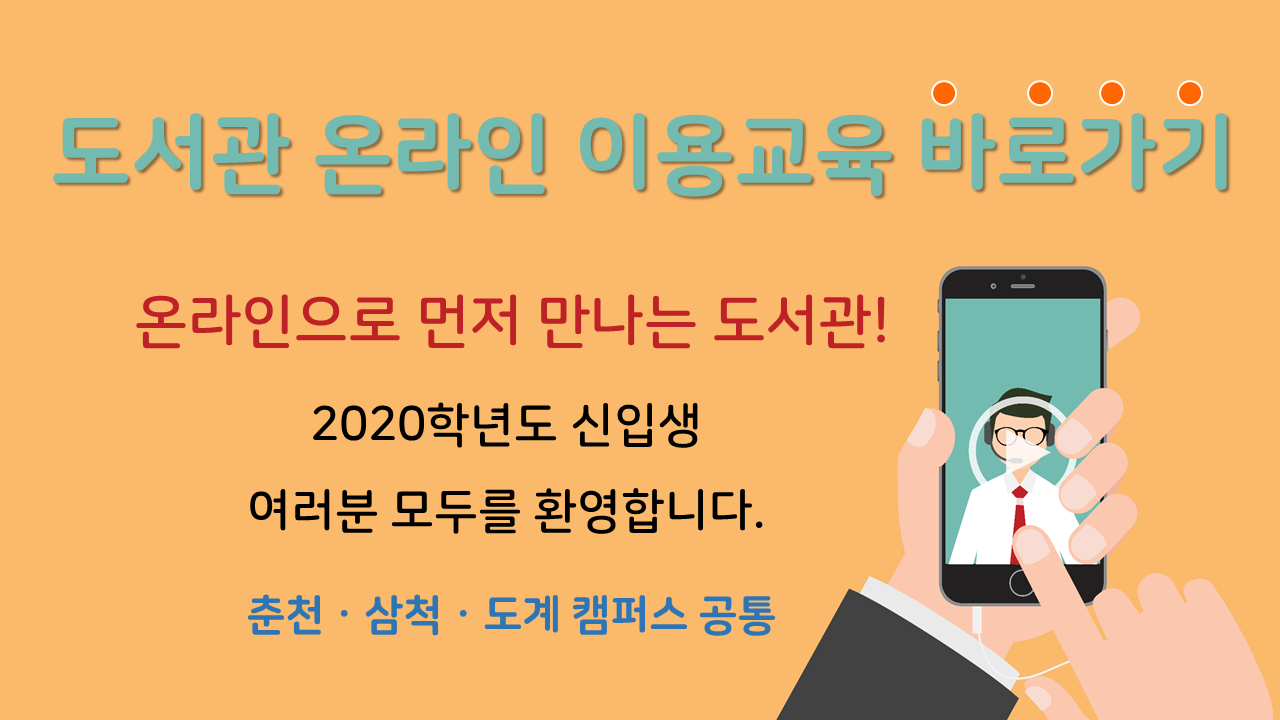 도서관 온라인 이용교육 바로가기
온라인으로 먼저 만나는 도서관!
2020학년도 신입생
여러분 모두를 환영합니다.
춘천 · 삼척 · 도계 캠퍼스 공통